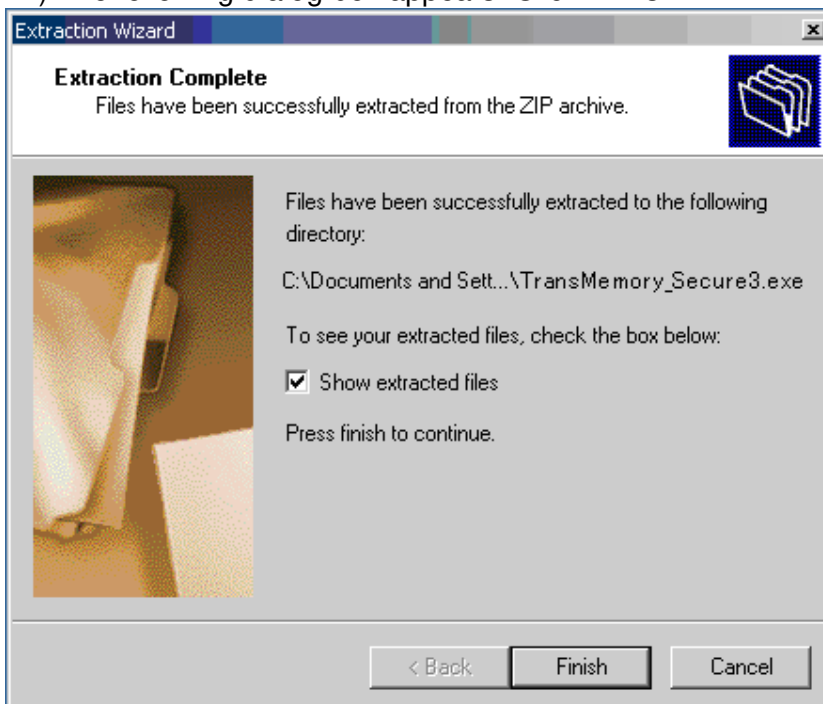 Extraction Wizard
Extraction Complete
Files have been successfully extracted from the ZIP archive.
Files have been successfully extracted to the following
directory:
C:\Documents and Sett...\TransMemory_Secure3.exe
To see your extracted files, check the box below:
Show extracted files
Press finish to continue.
< Back Finish Cancel